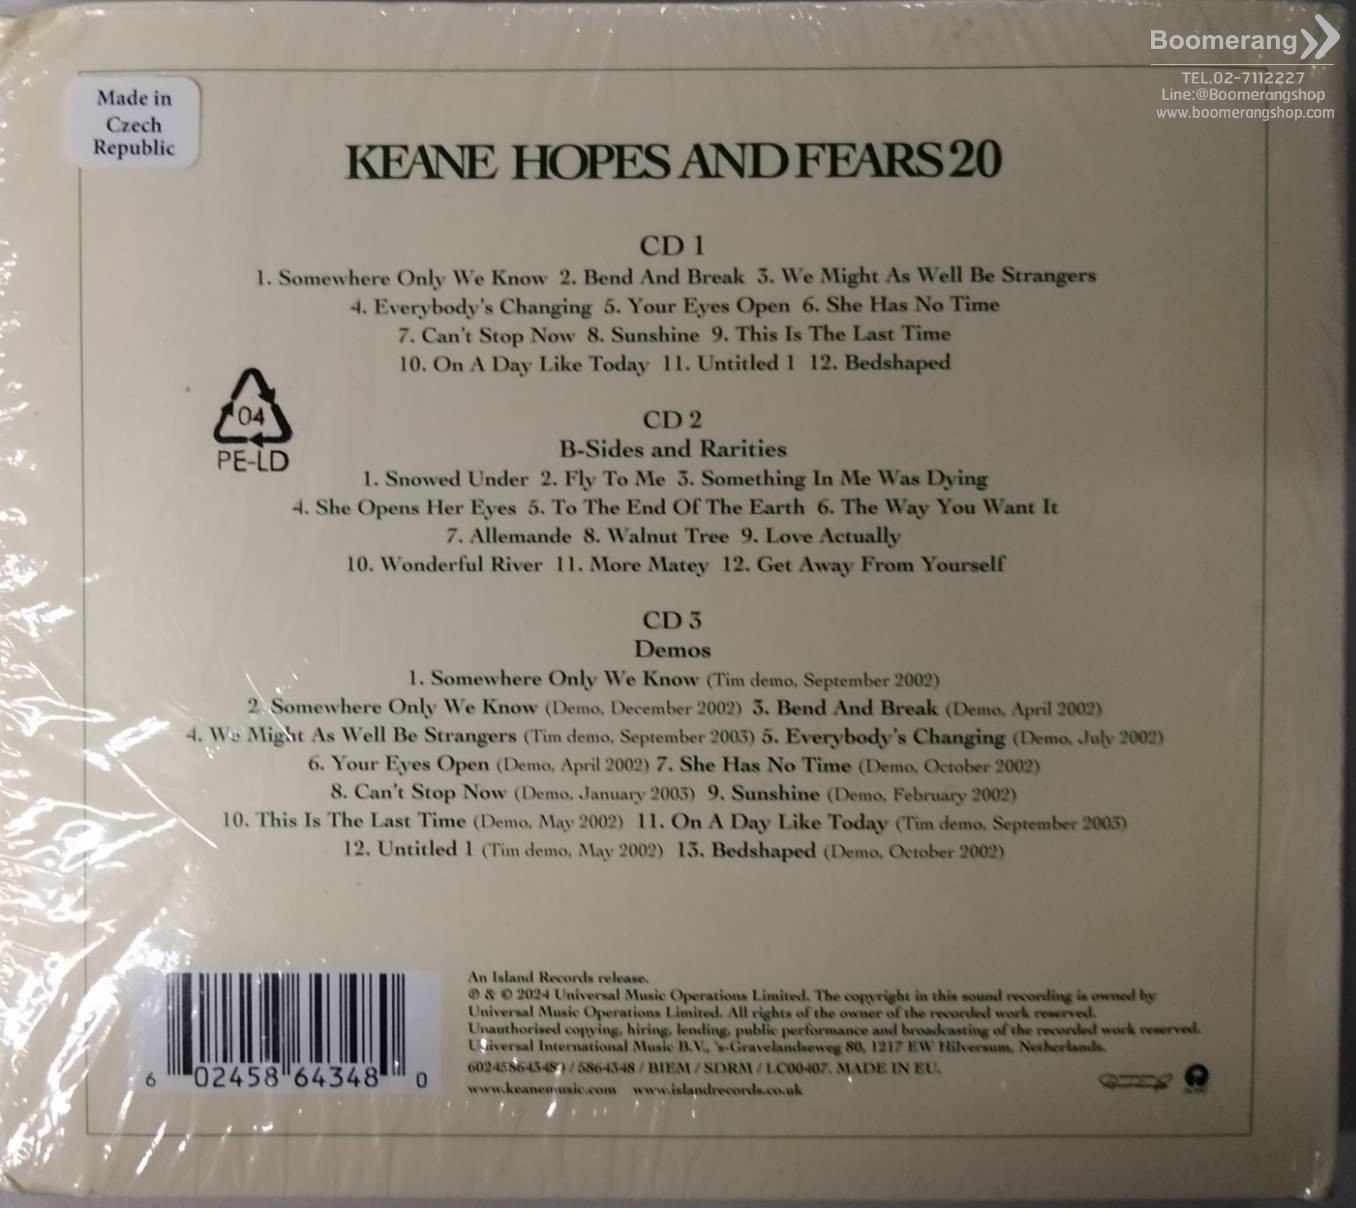 Boomerang
TEL.02-7112227
Line:@Boomerangshop
www.boomerangshop.com
Made in
Czech
Republic
KEANE HOPES AND FEARS 20
CD 1
1. Somewhere Only We Know 2. Bend And Break 3. We Might As Well Be Strangers
4. Everybody's Changing 5. Your Eyes Open 6. She Has No Time
7. Can't Stop Now 8. Sunshine 9. This Is The Last Time
10. On A Day Like Today 11. Untitled 1 12. Bedshaped
04
PE-LD
CD 2
B-Sides and Rarities
1. Snowed Under 2. Fly To Me 3. Something In Me Was Dying
4. She Opens Her Eyes 5. To The End Of The Earth 6. The Way You Want It
7. Allemande 8. Walnut Tree 9. Love Actually
10. Wonderful River 11. More Matey 12. Get Away From Yourself
CD 3
Demos
1. Somewhere Only We Know (Tim demo, September 2002)
2. Somewhere Only We Know (Demo, December 2002) 3. Bend And Break (Demo, April 2002)
4. We Might As Well Be Strangers (Tim demo, September 2003) 5. Everybody's Changing (Demo, July 2002)
6. Your Eyes Open (Demo, April 2002) 7. She Has No Time (Demo, October 2002)
8. Can't Stop Now (Demo, January 2003) 9. Sunshine (Demo, February 2002)
10. This Is The Last Time (Demo, May 2002) 11. On A Day Like Today (Tim demo, September 2003)
12. Untitled 1 (Tim demo, May 2002) 13. Bedshaped (Demo, October 2002)
An Island Records release.
℗ & © 2024 Universal Music Operations Limited. The copyright in this sound recording is owned by
Universal Music Operations Limited. All rights of the owner of the recorded work reserved.
Unauthorised copying, hiring, lending, public performance and broadcasting of the recorded work reserved.
Universal International Music B.V., 's-Gravelandseweg 80, 1217 EW Hilversum, Netherlands.
602458643480 / 5864348 / BIEM / SDRM / LC00407. MADE IN EU.
www.keanemusic.com www.islandrecords.co.uk
6 02458 64348 0